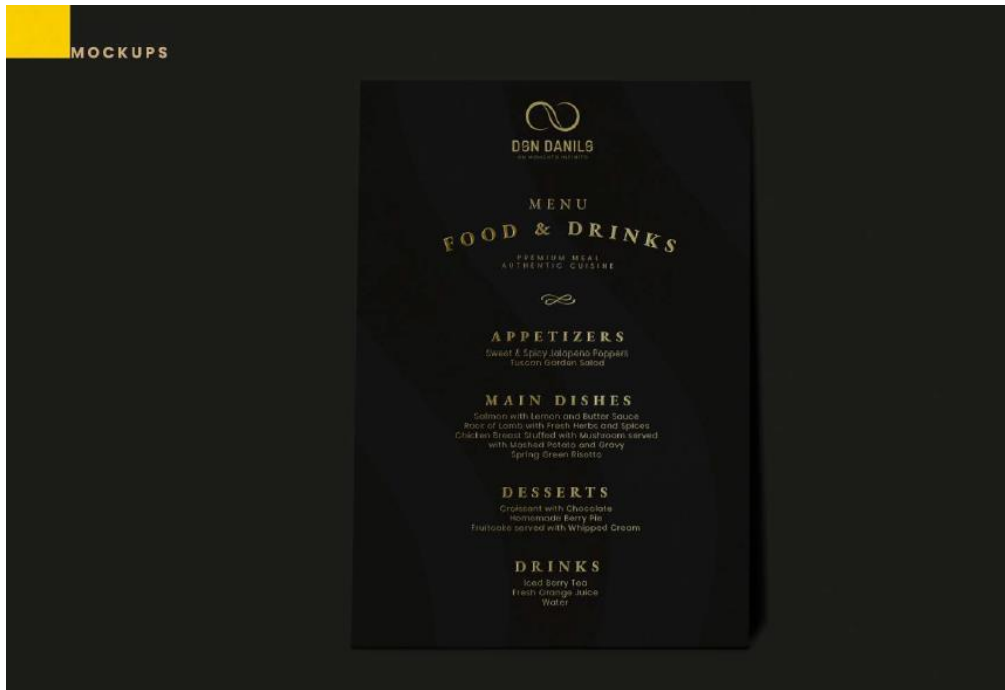 MOCKUPS
DON DANILO
MENU
FOOD & DRINKS
PREMIUM MEAL
AUTHENTIC CUISINE
APPETIZERS
Sweet & Spicy Jalapeno Poppers
Tuscan Garden Salad
MAIN DISHES
Salmon with Lemon and Butter Sauce
Rack of Lamb with Fresh Herbs and Spices
Chicken Breast Stuffed with Mushroom served
with Mashed Potato and Gravy
Spring Green Risotto
DESSERTS
Croissant with Chocolate
Homemade Berry Pie
Fruitcake served with Whipped Cream
DRINKS
Iced Berry Tea
Fresh Orange Juice
Water